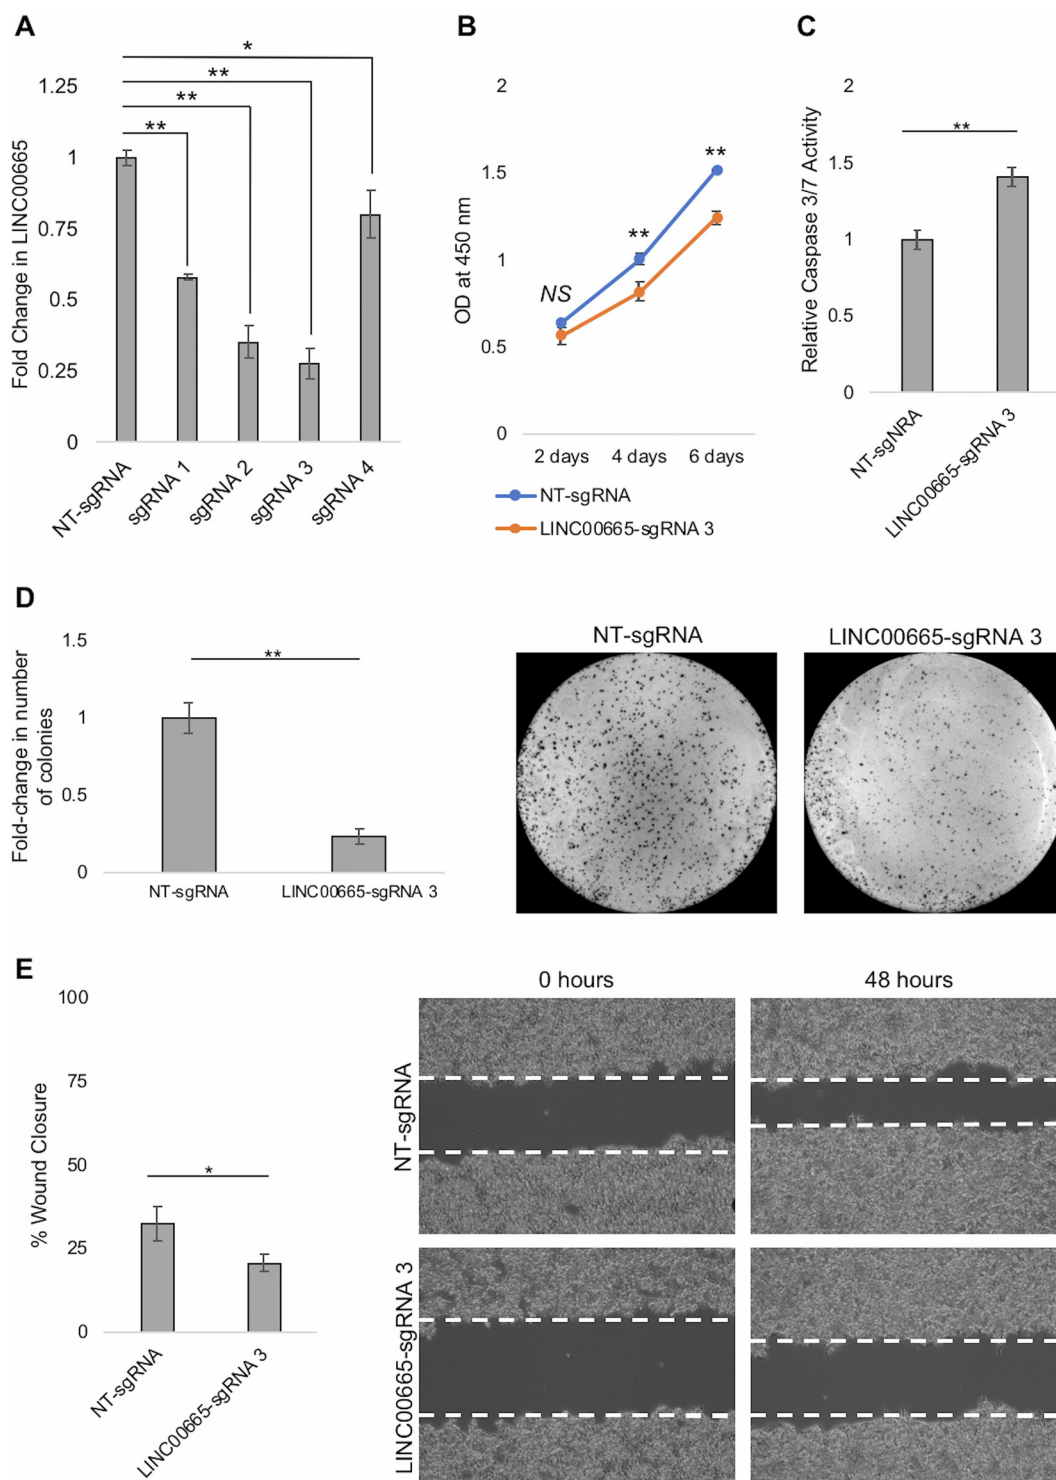 A
Fold Change in LINC00665
1.25
1
0.75
0.5
0.25
0
*
**
**
**
NT-sgRNA
sgRNA 1
sgRNA 2
sgRNA 3
sgRNA 4
B
OD at 450 nm
2
1.5
1
0.5
0
NS
**
**
2 days
4 days
6 days
NT-sgRNA
LINC00665-sgRNA 3
C
Relative Caspase 3/7 Activity
2
1.5
1
0.5
0
**
NT-sgNRA
LINC00665-sgRNA 3
D
Fold-change in number
of colonies
1.5
1
0.5
0
**
NT-sgRNA
LINC00665-sgRNA 3
NT-sgRNA
LINC00665-sgRNA 3
E
% Wound Closure
100
75
50
25
0
*
NT-sgRNA
LINC00665-sgRNA 3
0 hours
48 hours
NT-sgRNA
LINC00665-sgRNA 3